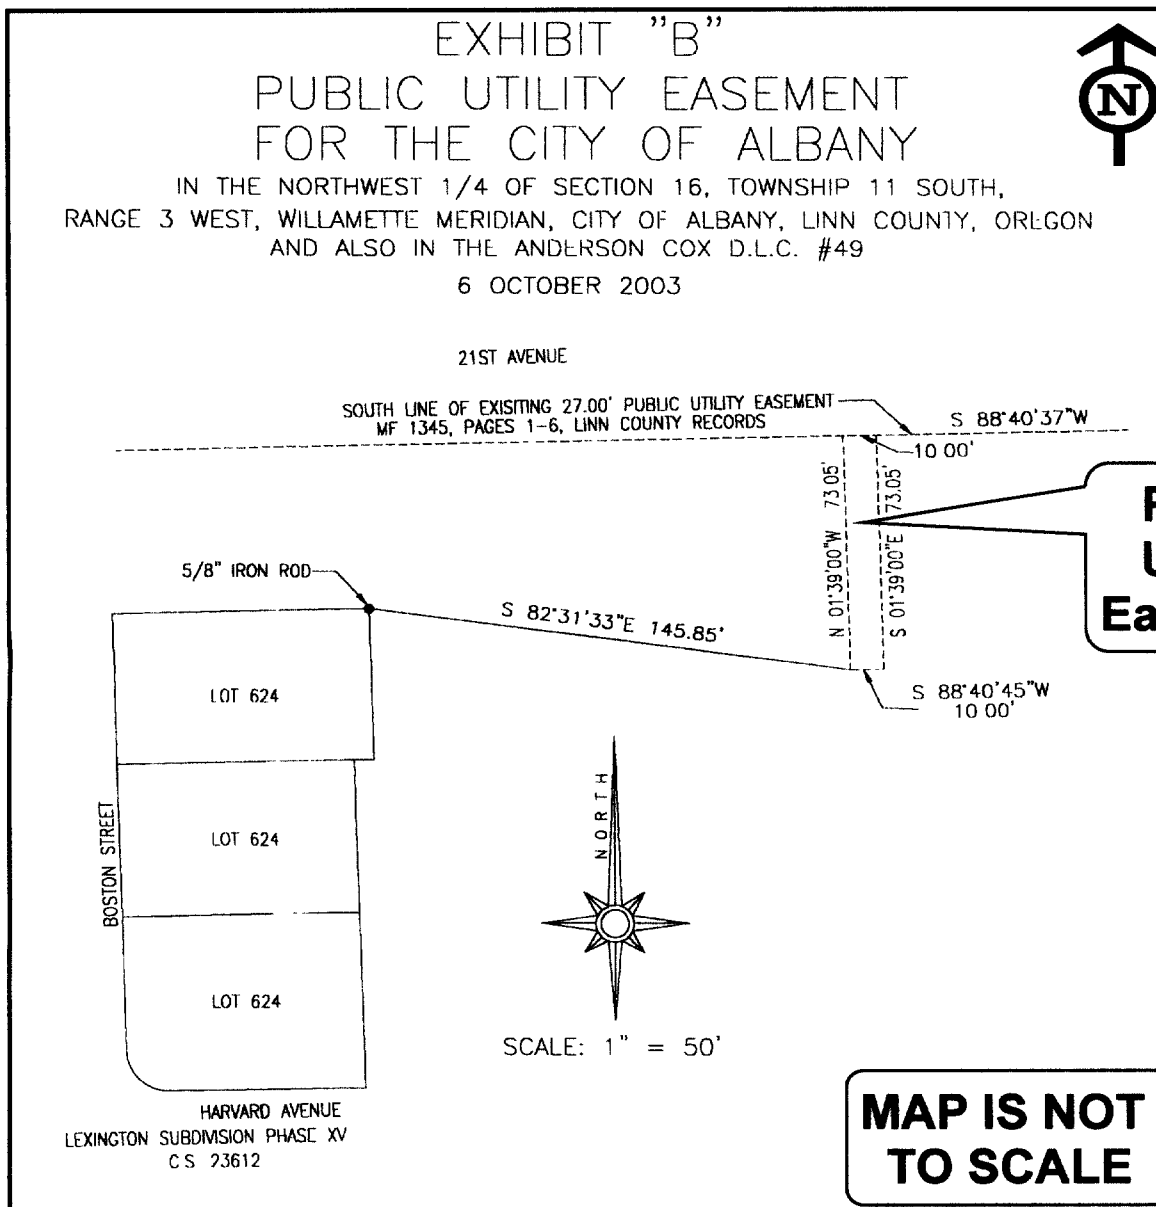 EXHIBIT "B"
PUBLIC UTILITY EASEMENT
FOR THE CITY OF ALBANY
IN THE NORTHWEST 1/4 OF SECTION 16, TOWNSHIP 11 SOUTH,
RANGE 3 WEST, WILLAMETTE MERIDIAN, CITY OF ALBANY, LINN COUNTY, OREGON
AND ALSO IN THE ANDERSON COX D.L.C. #49
6 OCTOBER 2003
N
21ST AVENUE
SOUTH LINE OF EXISITING 27.00' PUBLIC UTILITY EASEMENT
MF 1345, PAGES 1-6, LINN COUNTY RECORDS
S 88°40'37"W
10 00'
N 01°39'00"W 73 05'
S 01°39'00"E 73.05'
P
U
Ea
5/8" IRON ROD
S 82°31'33"E 145.85'
S 88°40'45"W
10 00'
LOT 624
LOT 624
LOT 624
BOSTON STREET
NORTH
SCALE: 1" = 50'
HARVARD AVENUE
LEXINGTON SUBDIVISION PHASE XV
C S 23612
MAP IS NOT
TO SCALE